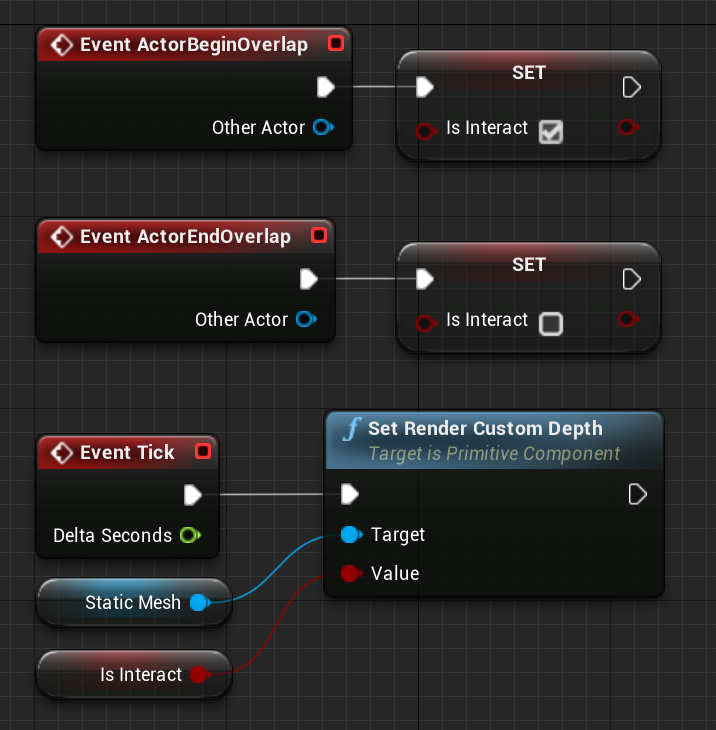 Event ActorBeginOverlap
Other Actor
SET
Is Interact
Event ActorEndOverlap
Other Actor
SET
Is Interact
Event Tick
Delta Seconds
Static Mesh
Is Interact
f Set Render Custom Depth
Target is Primitive Component
Target
Value